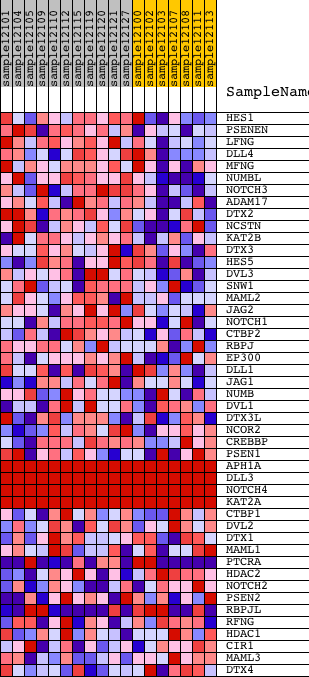 sample12101
sample12104
sample12105
sample12109
sample12110
sample12112
sample12115
sample12119
sample12120
sample12127
sample12100
sample12102
sample12103
sample12107
sample12108
sample12111
SampleName
HES1
PSENEN
LFNG
DLL4
MFNG
NUMBL
NOTCH3
ADAM17
DTX2
NCSTN
KAT2B
DTX3
HES5
DVL3
SNW1
MAML2
JAG2
NOTCH1
CTBP2
RBPJ
EP300
DLL1
JAG1
NUMB
DVL1
DTX3L
NCOR2
CREBBP
PSEN1
APH1A
DLL3
NOTCH4
KAT2A
CTBP1
DVL2
DTX1
MAML1
PTCRA
HDAC2
NOTCH2
PSEN2
RBPJL
RFNG
HDAC1
CIR1
MAML3
DTX4